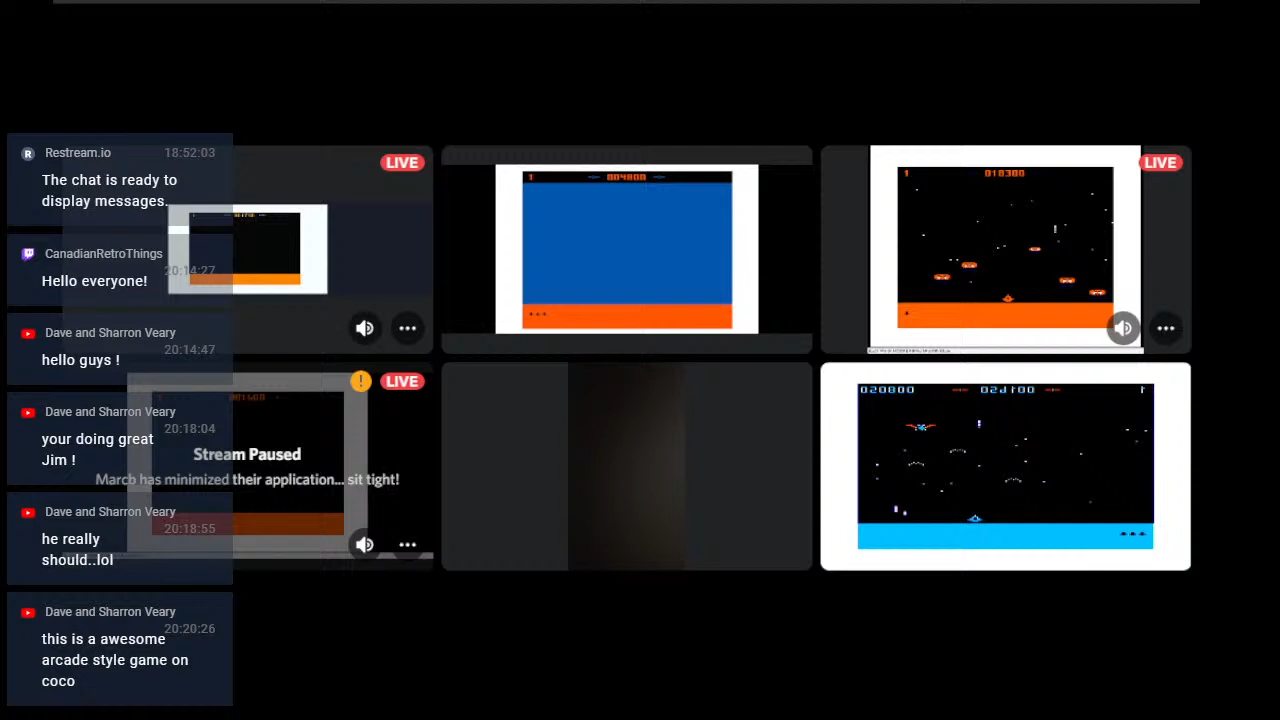 Restream.io 18:52:03
The chat is ready to
display messages.
CanadianRetroThings
20:14:27
Hello everyone!
Dave and Sharron Veary
20:14:47
hello guys !
Dave and Sharron Veary
20:18:04
your doing great
Jim !
Dave and Sharron Veary
20:18:55
he really
should..lol
Dave and Sharron Veary
20:20:26
this is a awesome
arcade style game on
coco
LIVE
1 004800
LIVE
1 018300
! LIVE
Stream Paused
MarcB has minimized their application... sit tight!